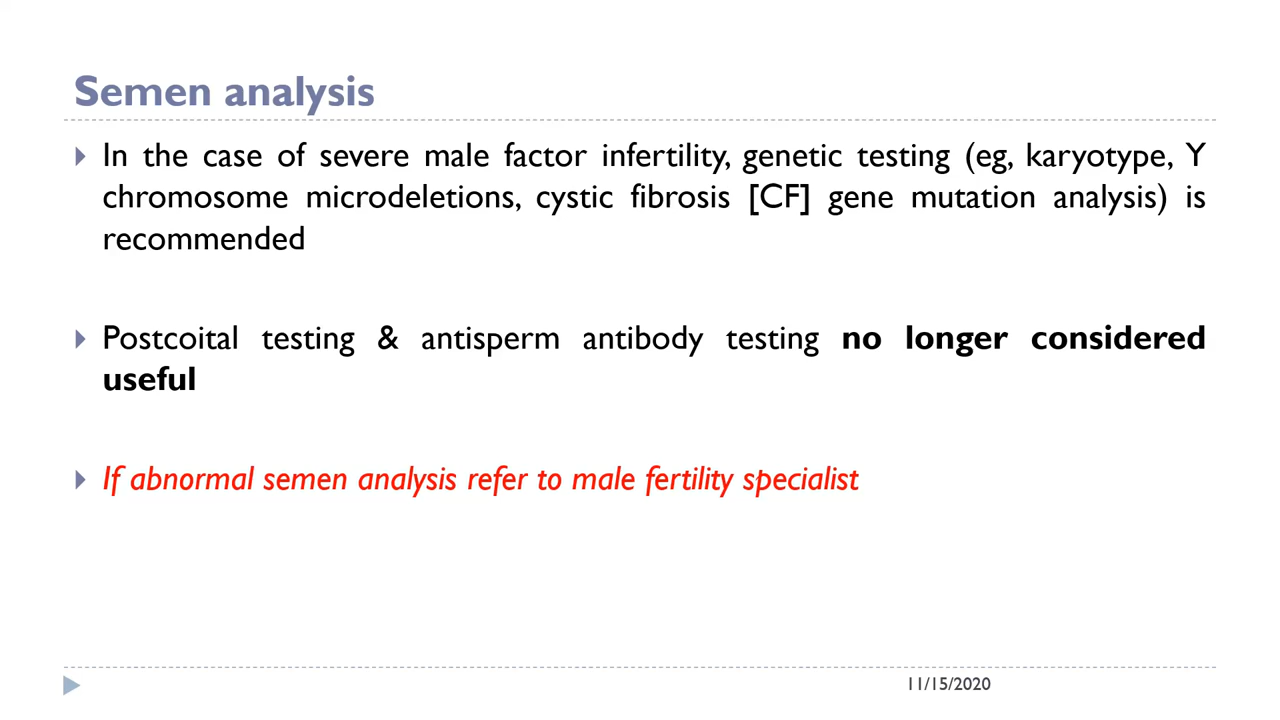 Semen analysis
In the case of severe male factor infertility, genetic testing (eg, karyotype, Y
chromosome microdeletions, cystic fibrosis [CF] gene mutation analysis) is
recommended
Postcoital testing & antisperm antibody testing no longer considered
useful
If abnormal semen analysis refer to male fertility specialist
11/15/2020